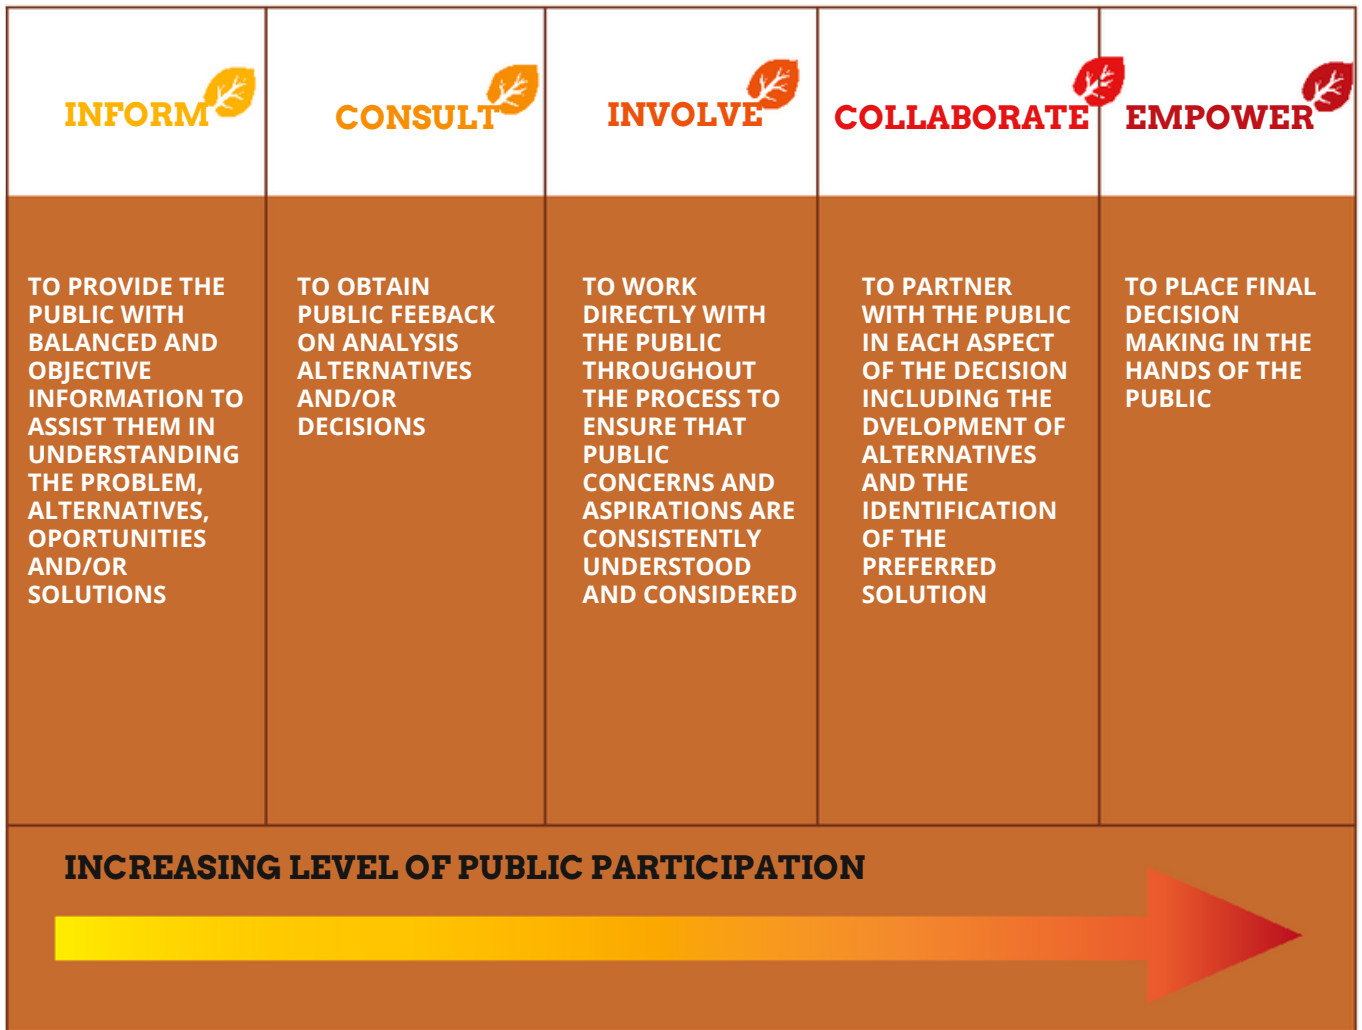 INFORM
TO PROVIDE THE
PUBLIC WITH
BALANCED AND
OBJECTIVE
INFORMATION TO
ASSIST THEM IN
UNDERSTANDING
THE PROBLEM,
ALTERNATIVES,
OPORTUNITIES
AND/OR
SOLUTIONS
CONSULT
TO OBTAIN
PUBLIC FEEBACK
ON ANALYSIS
ALTERNATIVES
AND/OR
DECISIONS
INVOLVE
TO WORK
DIRECTLY WITH
THE PUBLIC
THROUGHOUT
THE PROCESS TO
ENSURE THAT
PUBLIC
CONCERNS AND
ASPIRATIONS ARE
CONSISTENTLY
UNDERSTOOD
AND CONSIDERED
COLLABORATE
TO PARTNER
WITH THE PUBLIC
IN EACH ASPECT
OF THE DECISION
INCLUDING THE
DVELOPMENT OF
ALTERNATIVES
AND THE
IDENTIFICATION
OF THE
PREFERRED
SOLUTION
EMPOWER
TO PLACE FINAL
DECISION
MAKING IN THE
HANDS OF THE
PUBLIC
INCREASING LEVEL OF PUBLIC PARTICIPATION